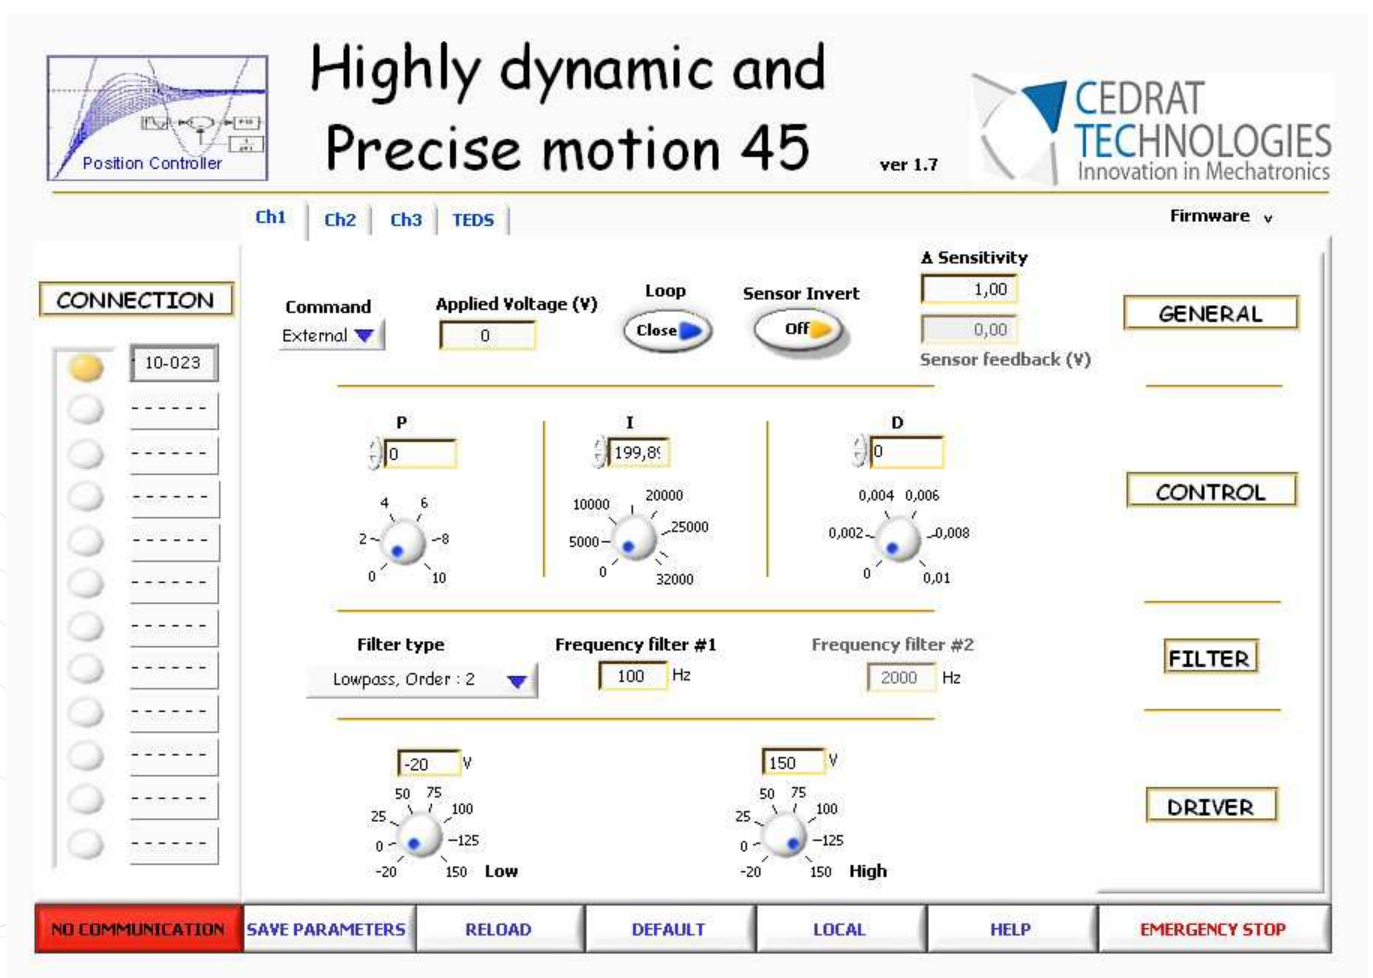 Highly dynamic and
Precise motion 45
ver 1.7
Position Controller
CEDRAT
TECHNOLOGIES
Innovation in Mechatronics
Ch1 Ch2 Ch3 TEDS
Firmware v
CONNECTION
10-023
- - - - - -
- - - - - -
- - - - - -
- - - - - -
- - - - - -
- - - - - -
- - - - - -
- - - - - -
- - - - - -
- - - - - -
- - - - - -
Command
External
Applied Voltage (V)
0
Loop
Close
Sensor Invert
Off
Δ Sensitivity
1,00
0,00
Sensor feedback (V)
GENERAL
P
0
0 2 4 6 8 10
I
199,89
0 5000 10000 20000 25000 32000
D
0
0 0,002 0,004 0,006 0,008 0,01
CONTROL
Filter type
Lowpass, Order : 2
Frequency filter #1
100 Hz
Frequency filter #2
2000 Hz
FILTER
-20 V
-20 0 25 50 75 100 125 150
Low
150 V
-20 0 25 50 75 100 125 150
High
DRIVER
NO COMMUNICATION
SAVE PARAMETERS
RELOAD
DEFAULT
LOCAL
HELP
EMERGENCY STOP